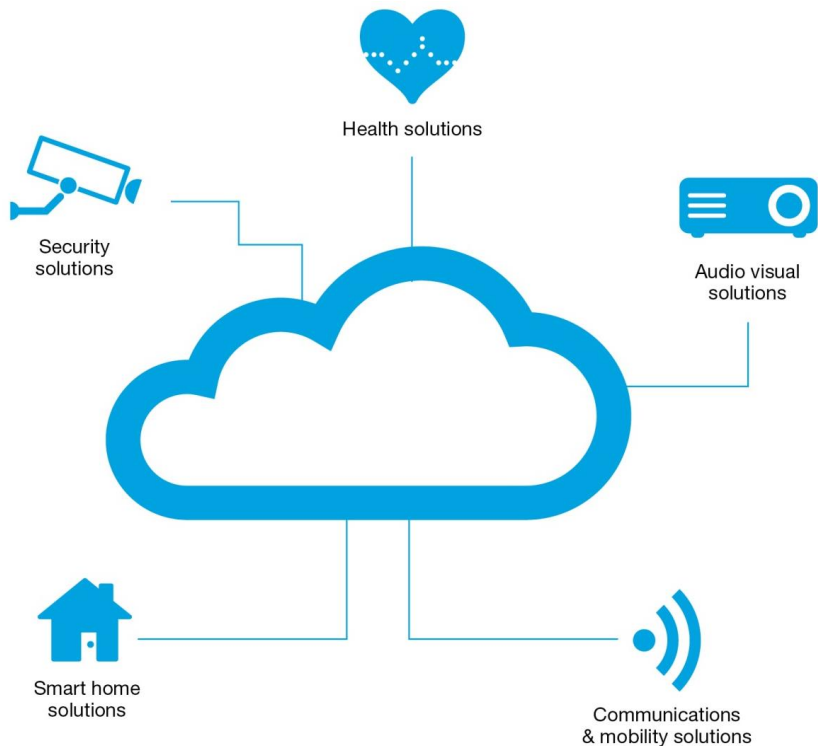 Health solutions
Security
solutions
Audio visual
solutions
Smart home
solutions
Communications
& mobility solutions